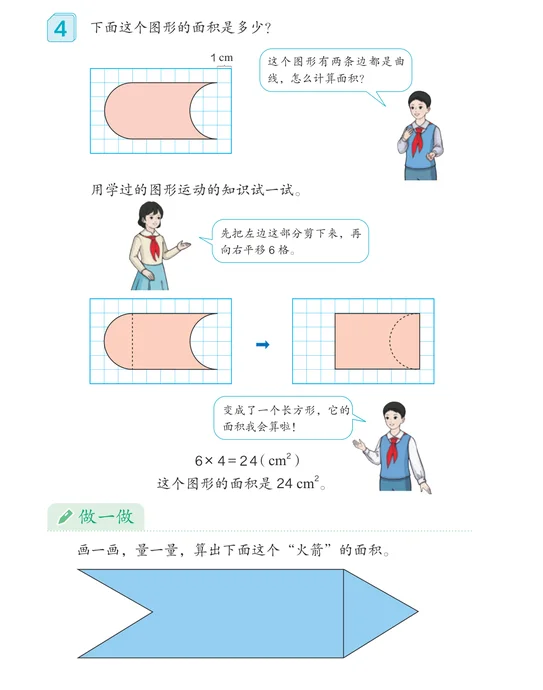 4 下面这个图形的面积是多少?
1 cm
这个图形有两条边都是曲
线，怎么计算面积?
用学过的图形运动的知识试一试。
先把左边这部分剪下来，再
向右平移 6 格。
变成了一个长方形，它的
面积我会算啦！
6×4=24(cm²)
这个图形的面积是 24 cm²。
做一做
画一画，量一量，算出下面这个“火箭”的面积。